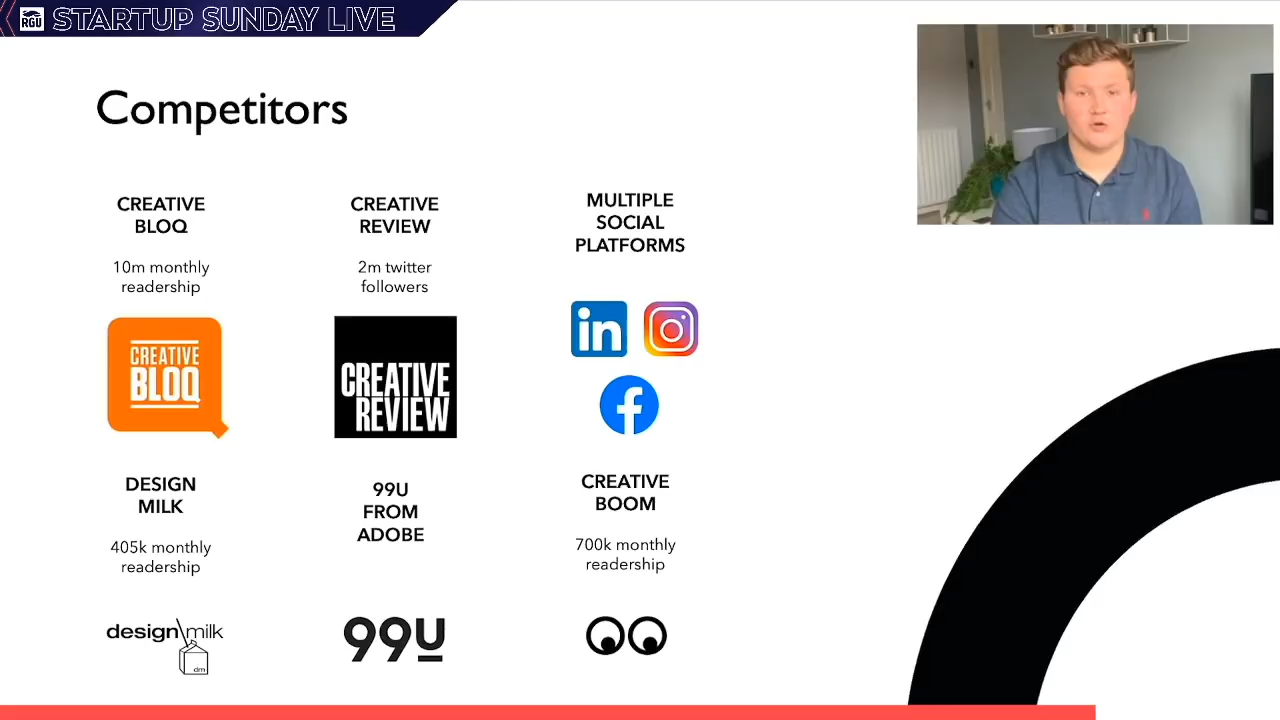 RGU STARTUP SUNDAY LIVE
Competitors
CREATIVE
BLOQ
10m monthly
readership
CREATIVE
BLOQ
CREATIVE
REVIEW
2m twitter
followers
CREATIVE
REVIEW
MULTIPLE
SOCIAL
PLATFORMS
in
f
DESIGN
MILK
405k monthly
readership
design milk
dm
99U
FROM
ADOBE
99U
CREATIVE
BOOM
700k monthly
readership